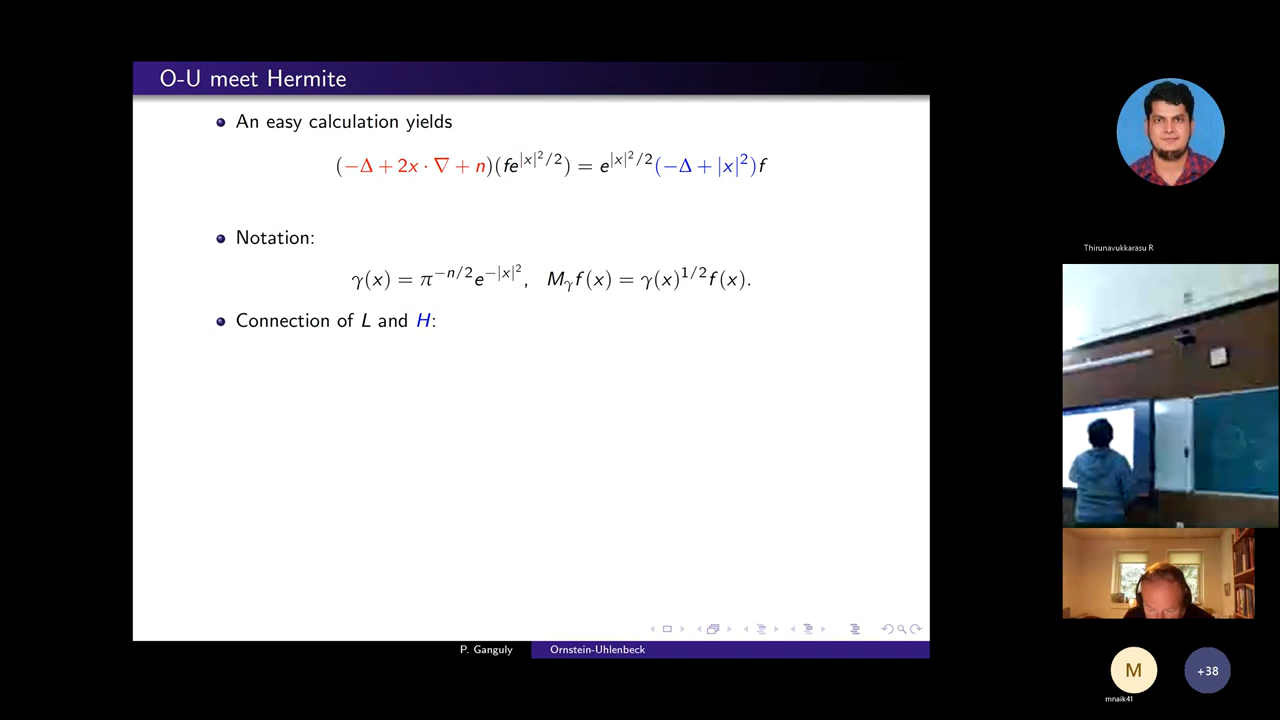 O-U meet Hermite
An easy calculation yields
(−Δ + 2x · ∇ + n)(fe^{|x|²/2}) = e^{|x|²/2}(−Δ + |x|²)f
Notation:
γ(x) = π^{−n/2}e^{−|x|²}, M_γ f(x) = γ(x)^{1/2}f(x).
Connection of L and H:
P. Ganguly
Ornstein-Uhlenbeck
Thirunavukkarasu R
M
+38
mnaik41